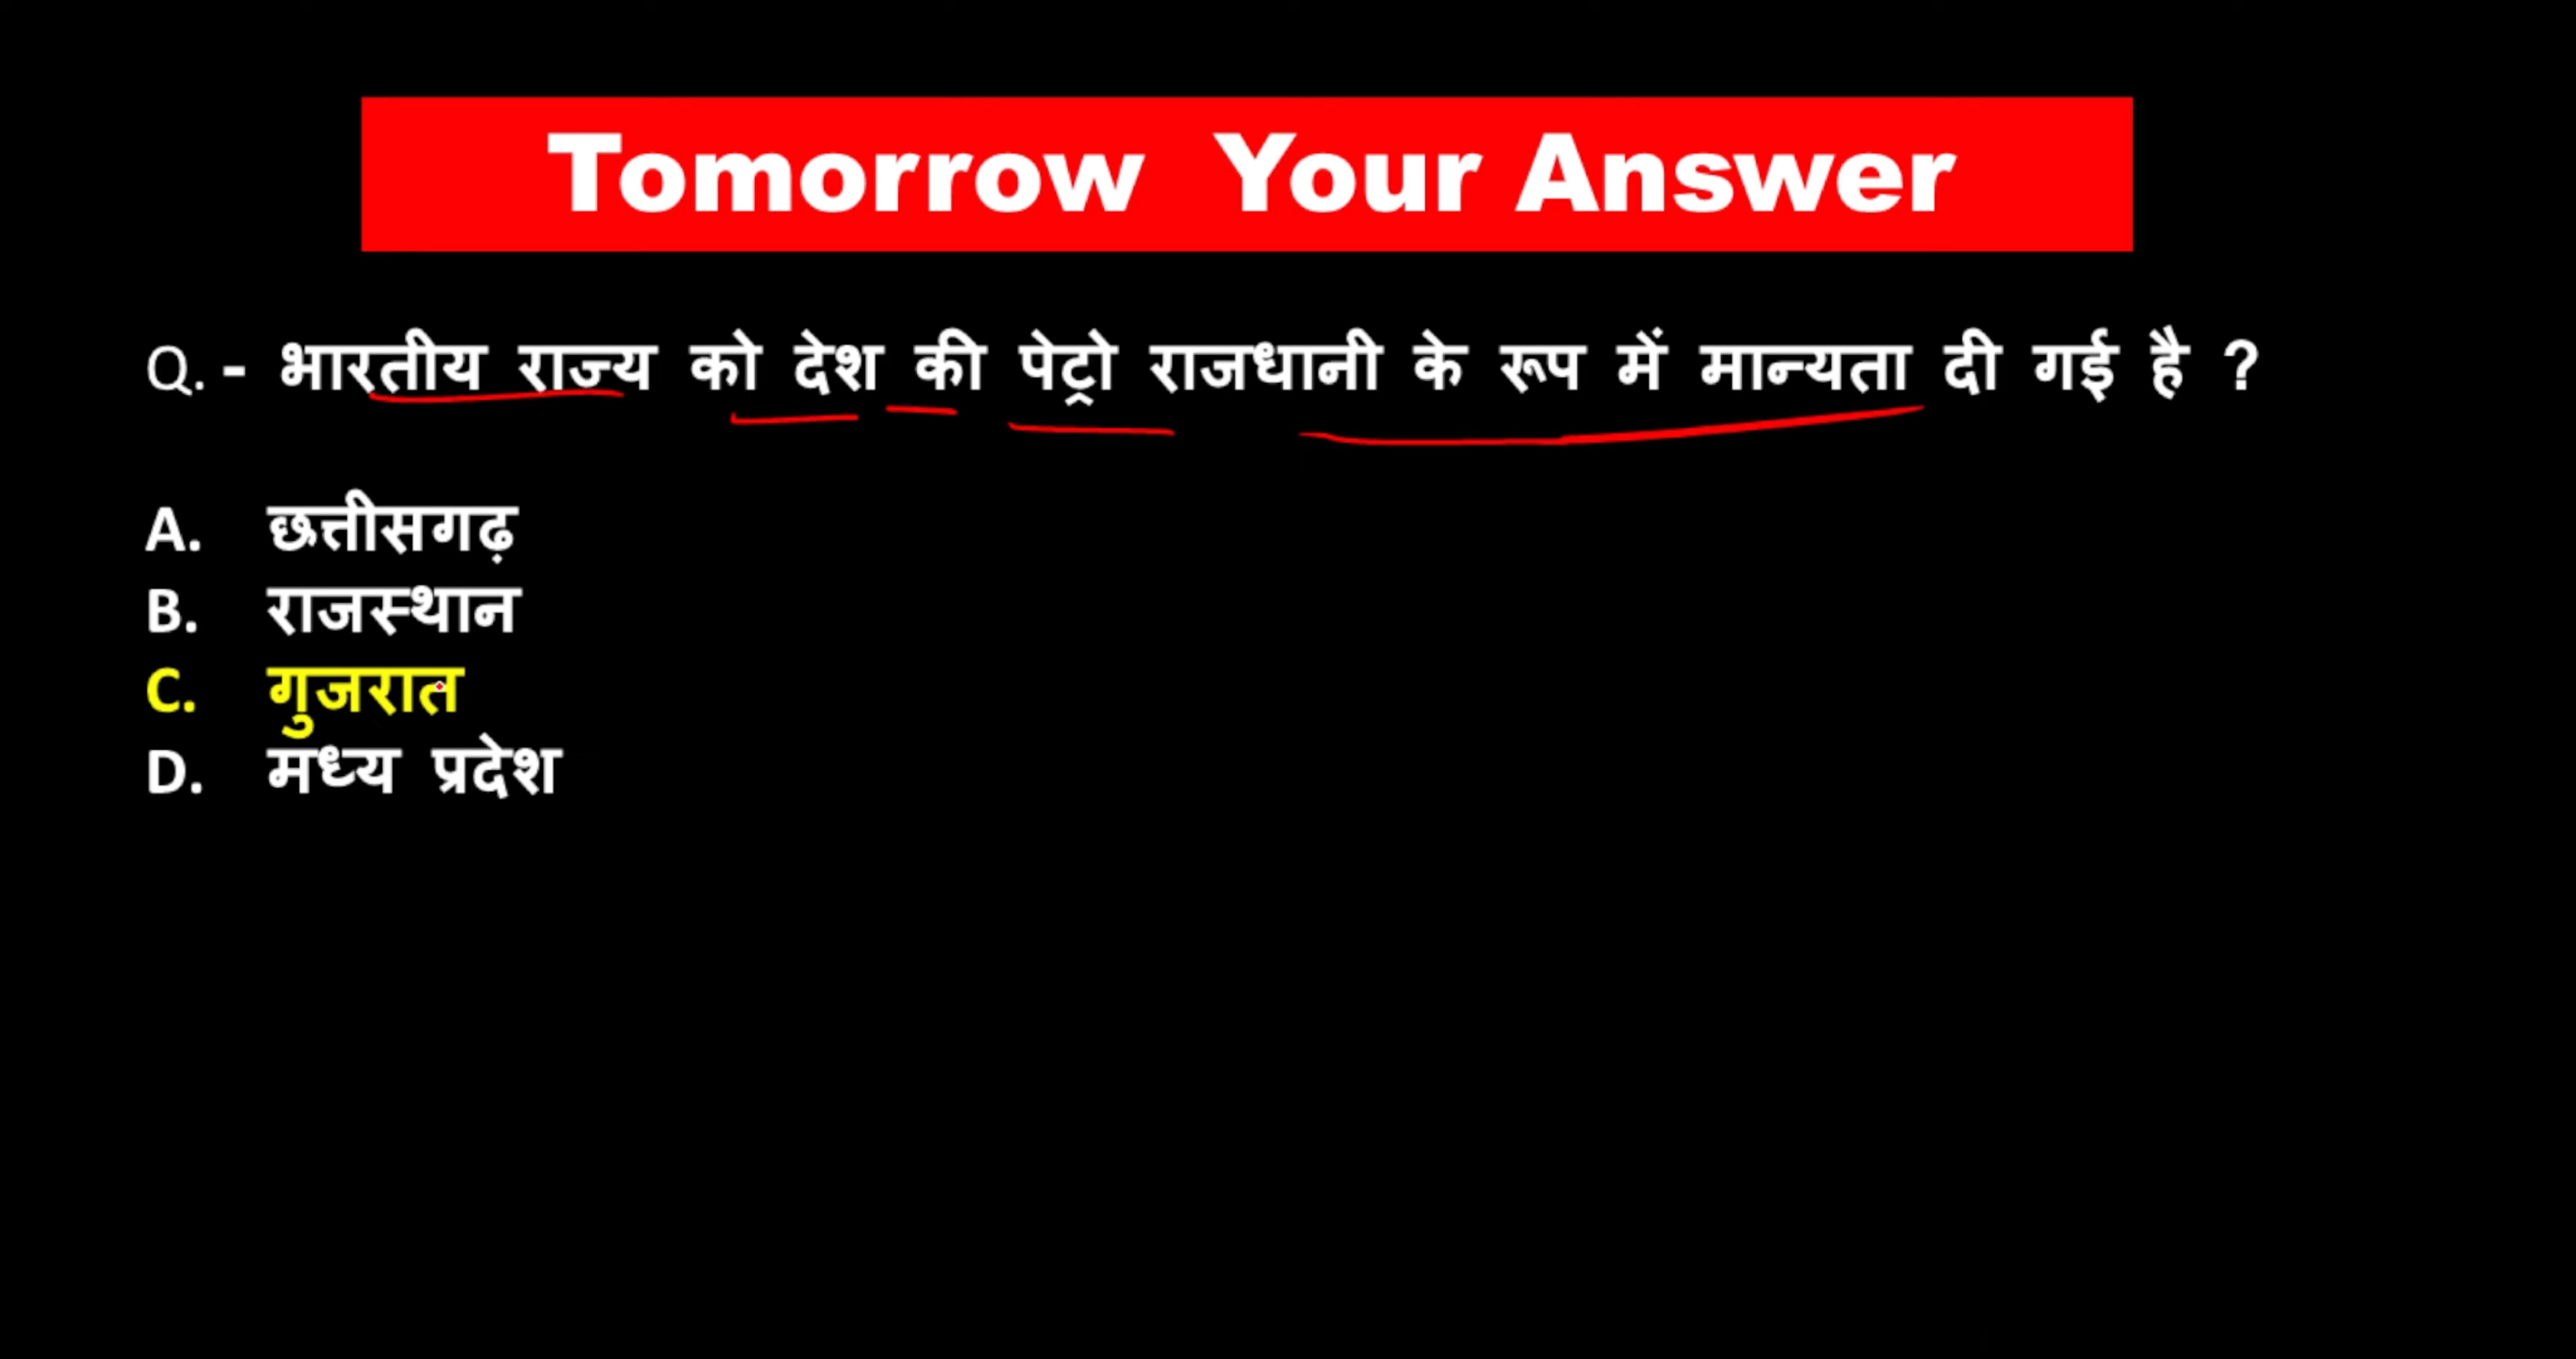 Tomorrow Your Answer
Q. - भारतीय राज्य को देश की पेट्रो राजधानी के रूप में मान्यता दी गई है ?
A. छत्तीसगढ़
B. राजस्थान
C. गुजरात
D. मध्य प्रदेश